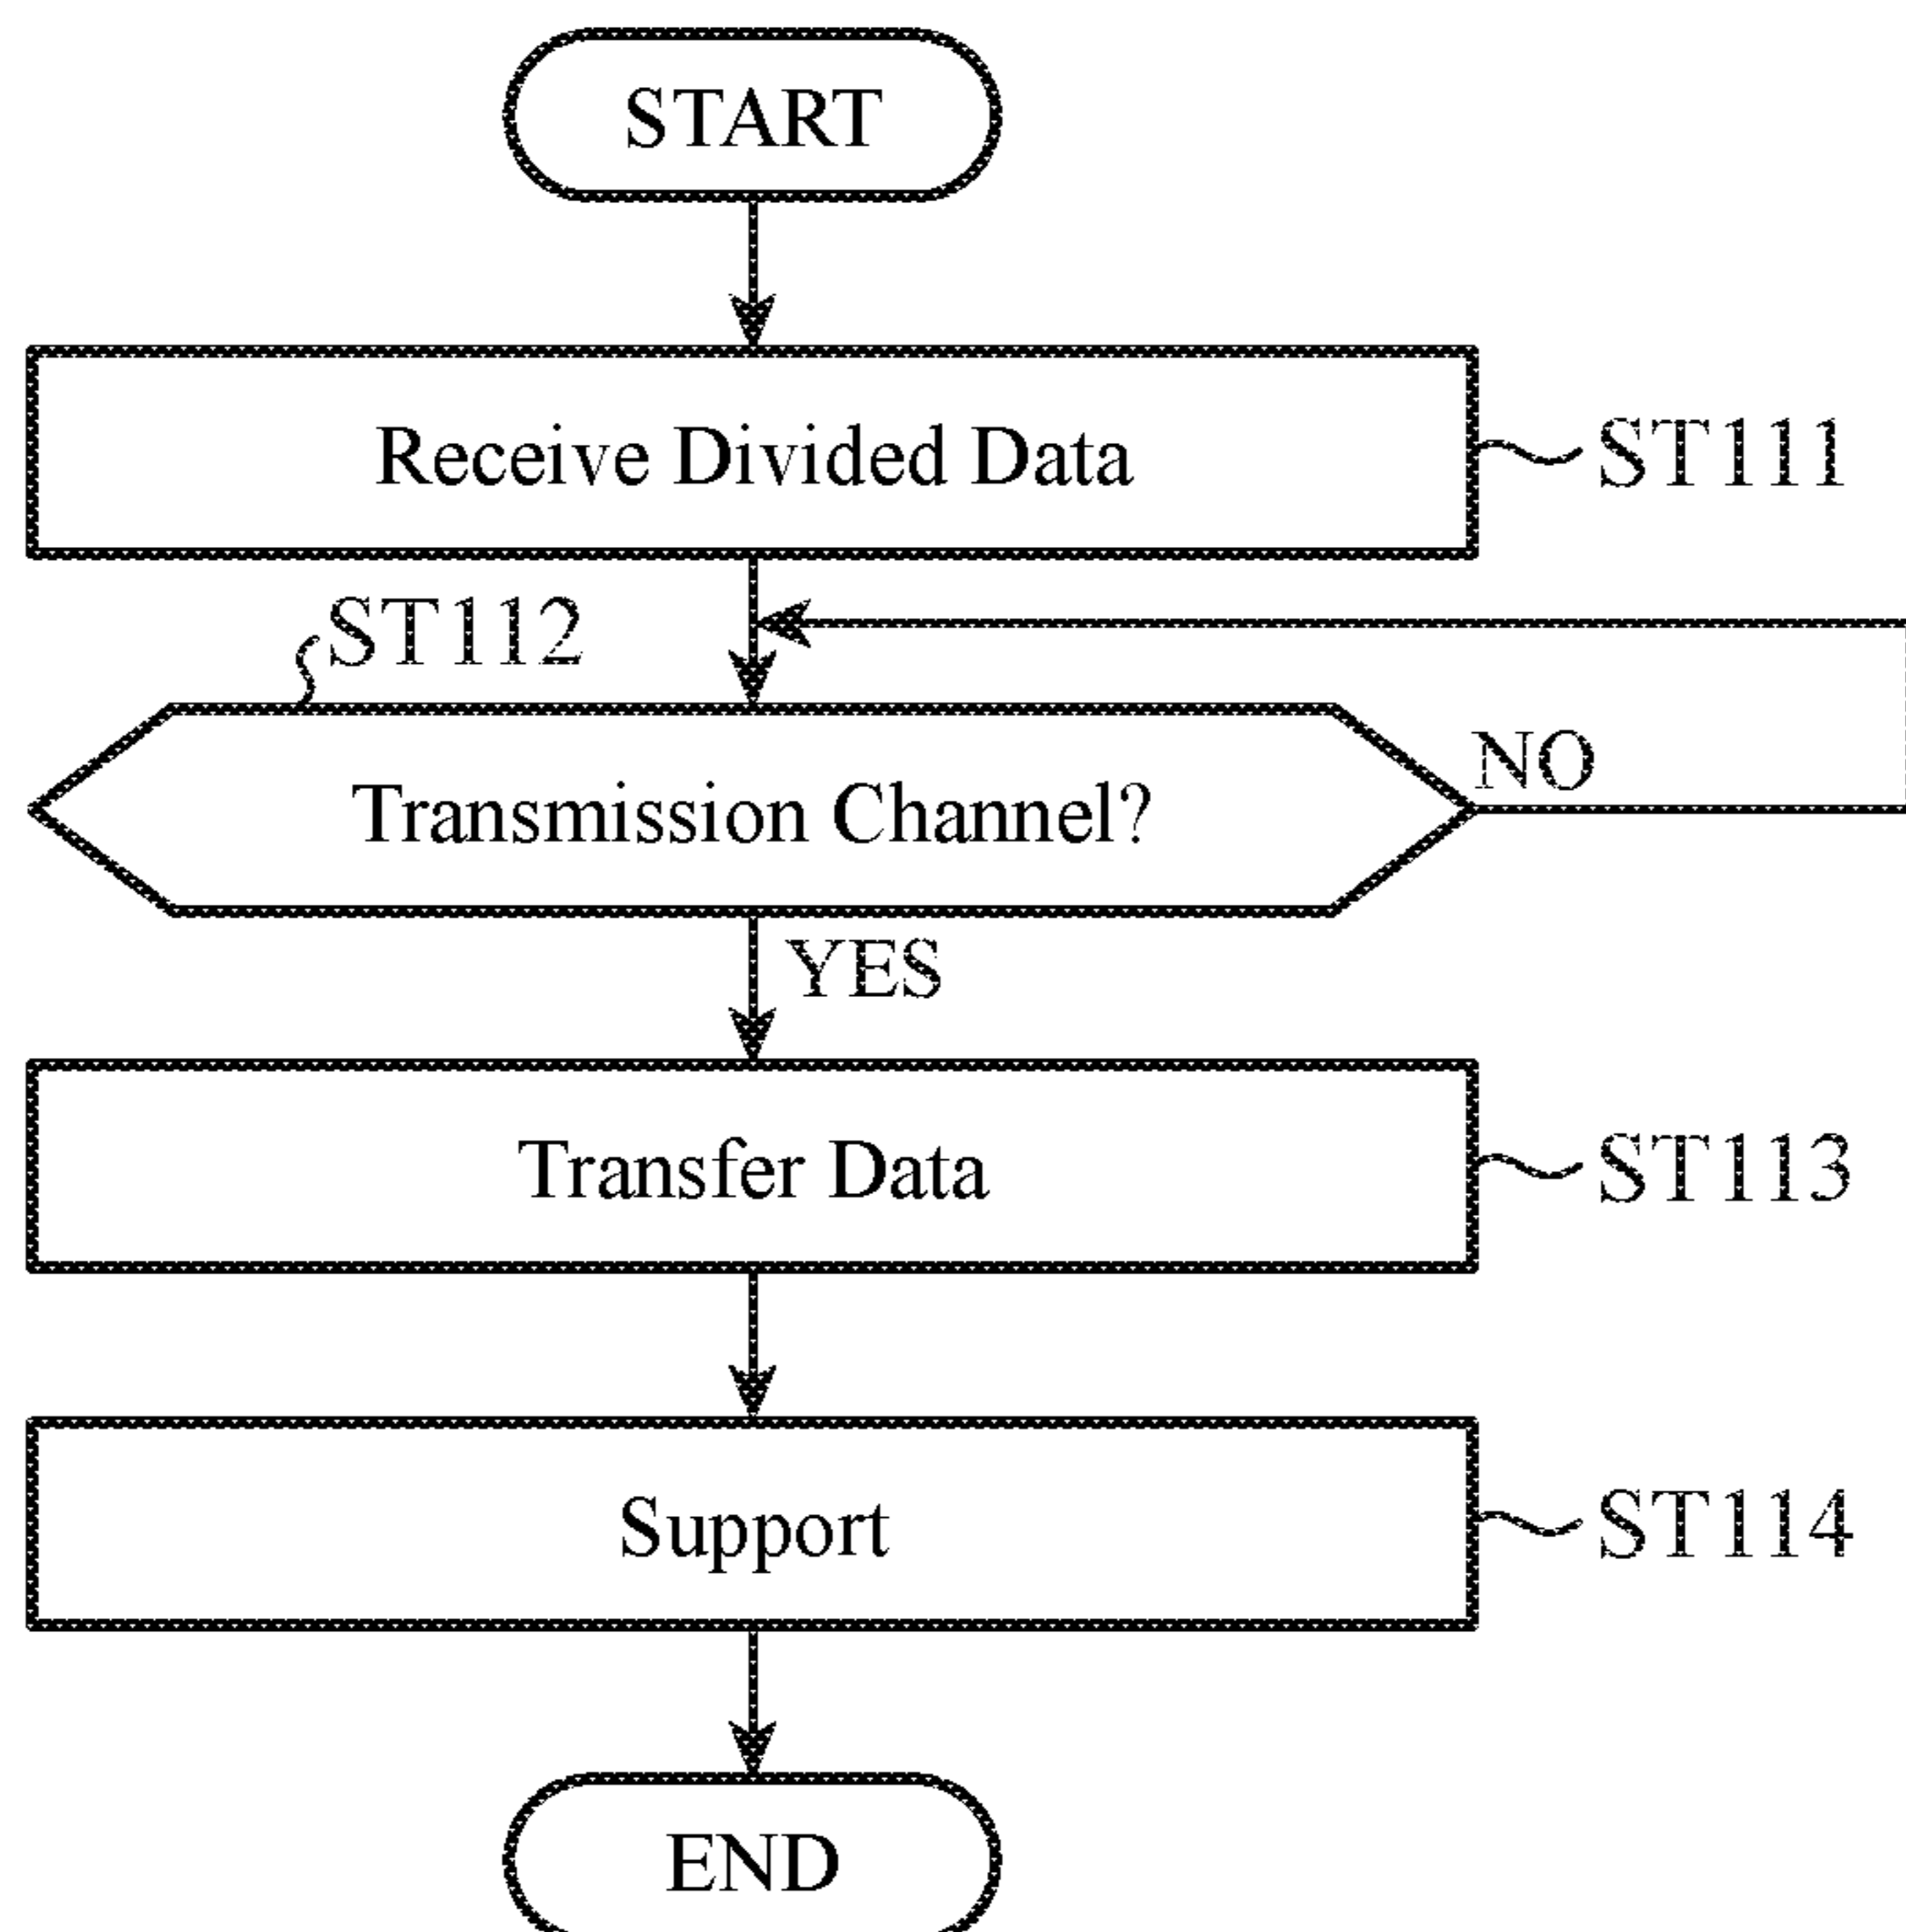 START
Receive Divided Data
ST111
ST112
Transmission Channel?
NO
YES
Transfer Data
ST113
Support
ST114
END